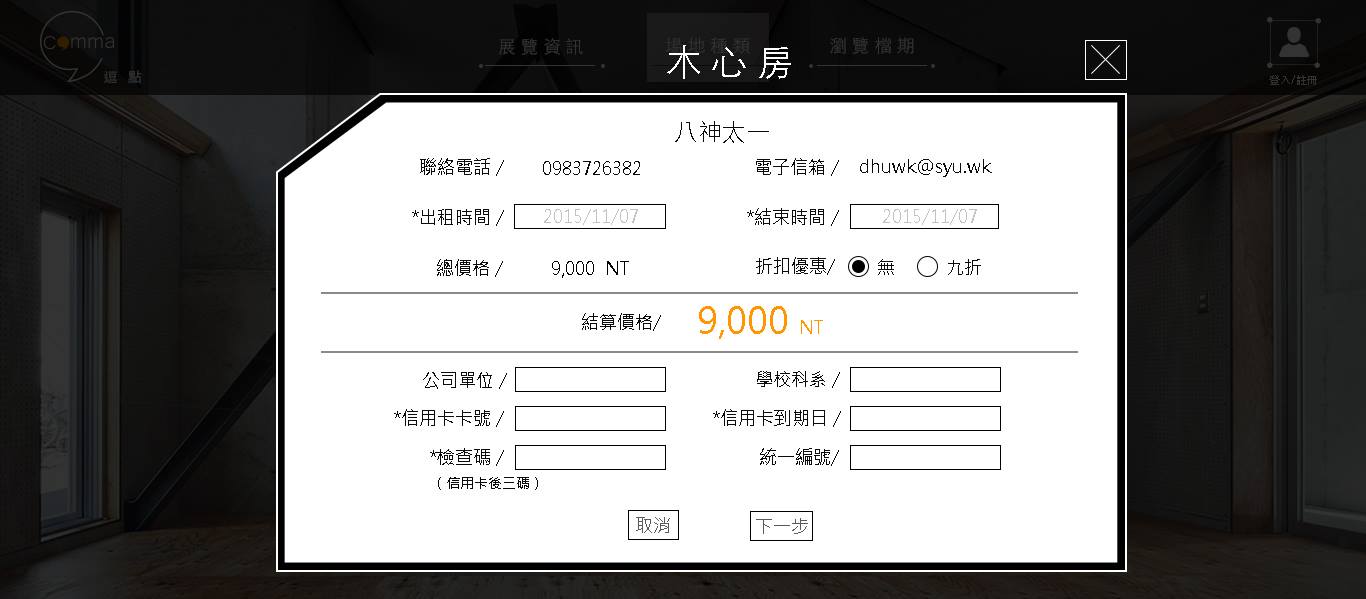 comma
逗點
展覽資訊
場地種類
瀏覽檔期
登入/註冊
木心房
八神太一
聯絡電話 / 0983726382
電子信箱 / dhuwk@syu.wk
*出租時間 / 2015/11/07
*結束時間 / 2015/11/07
總價格 / 9,000 NT
折扣優惠/ 無 九折
結算價格/ 9,000 NT
公司單位 /
學校科系 /
*信用卡卡號 /
*信用卡到期日 /
*檢查碼 /
(信用卡後三碼)
統一編號/
取消
下一步